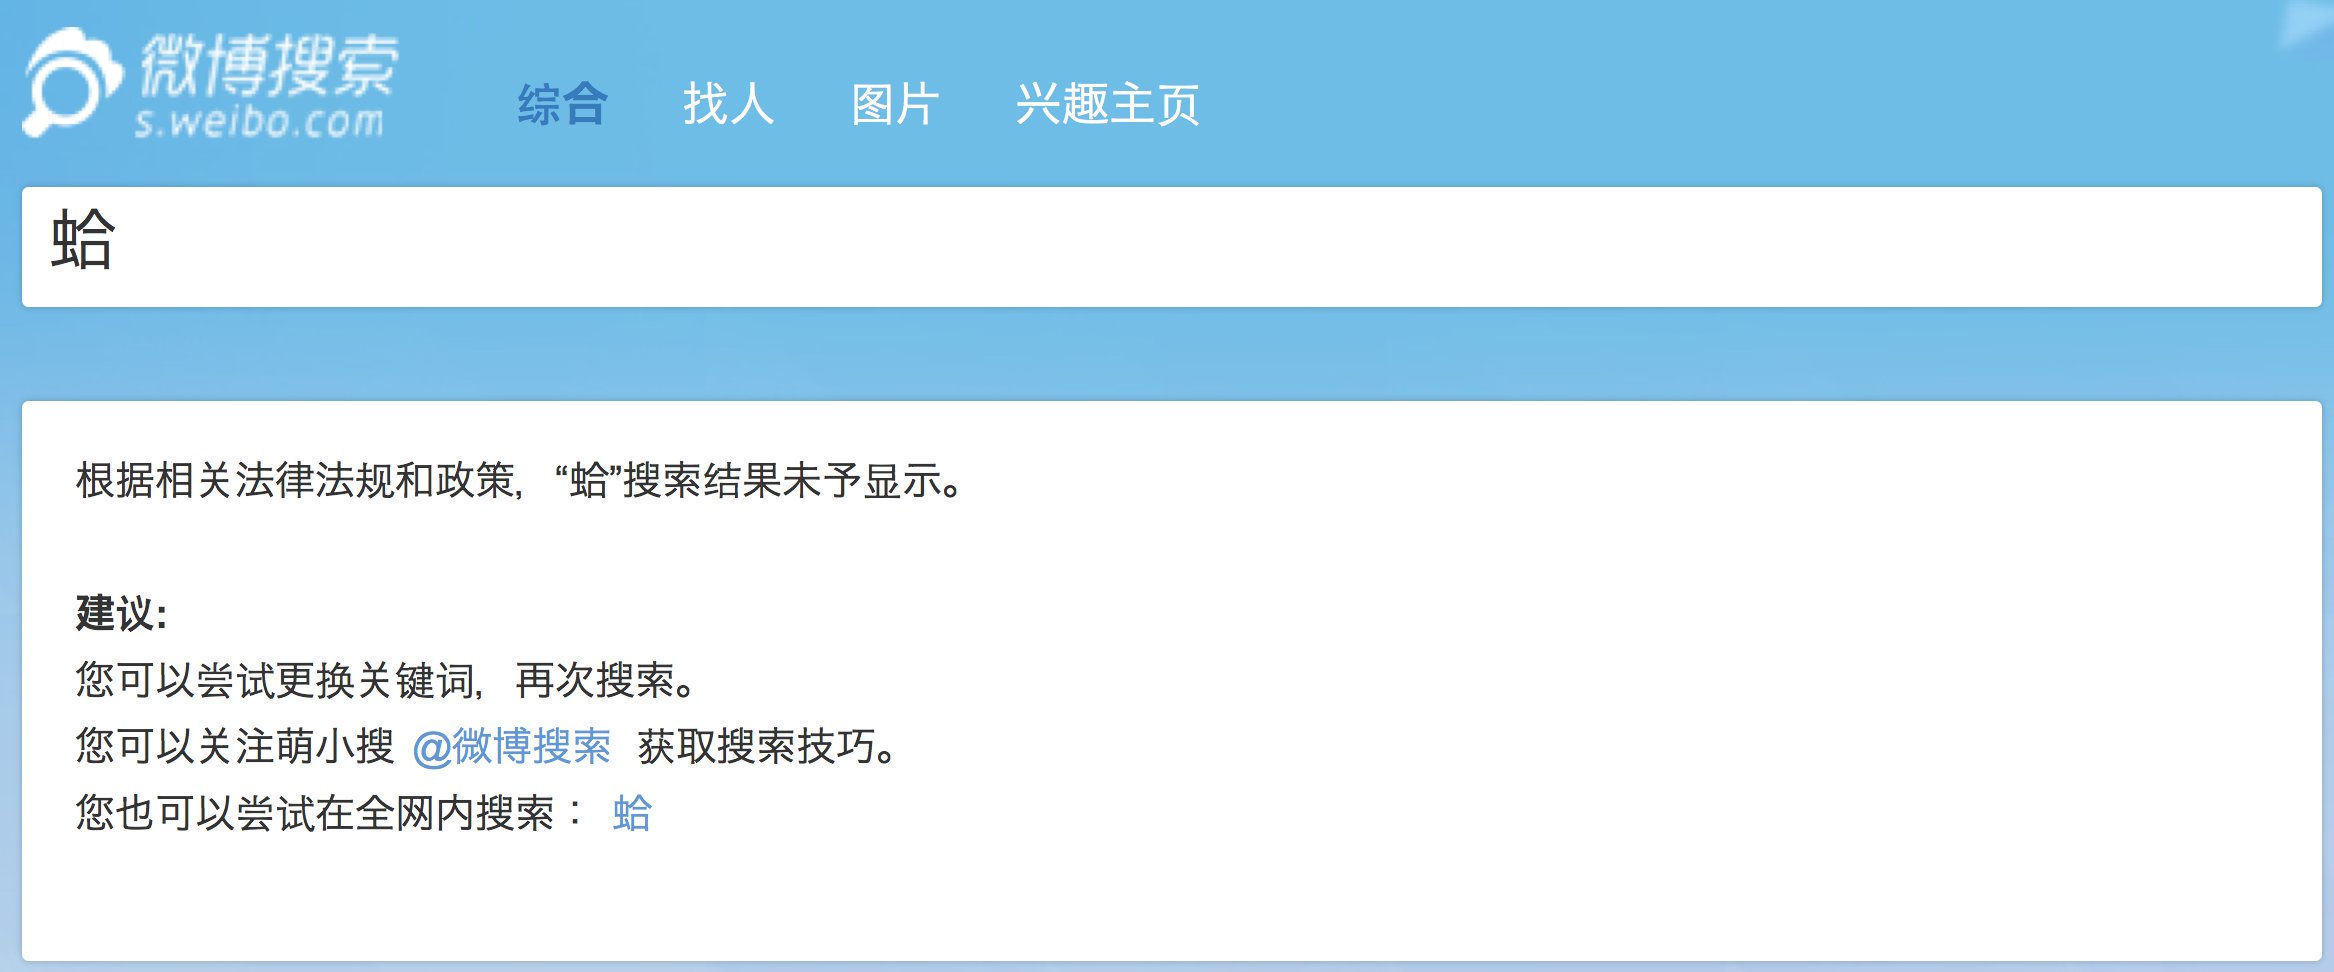 微博搜索
s.weibo.com
综合 找人 图片 兴趣主页
蛤
根据相关法律法规和政策,“蛤”搜索结果未予显示。
建议:
您可以尝试更换关键词,再次搜索。
您可以关注萌小搜 @微博搜索 获取搜索技巧。
您也可以尝试在全网内搜索： 蛤